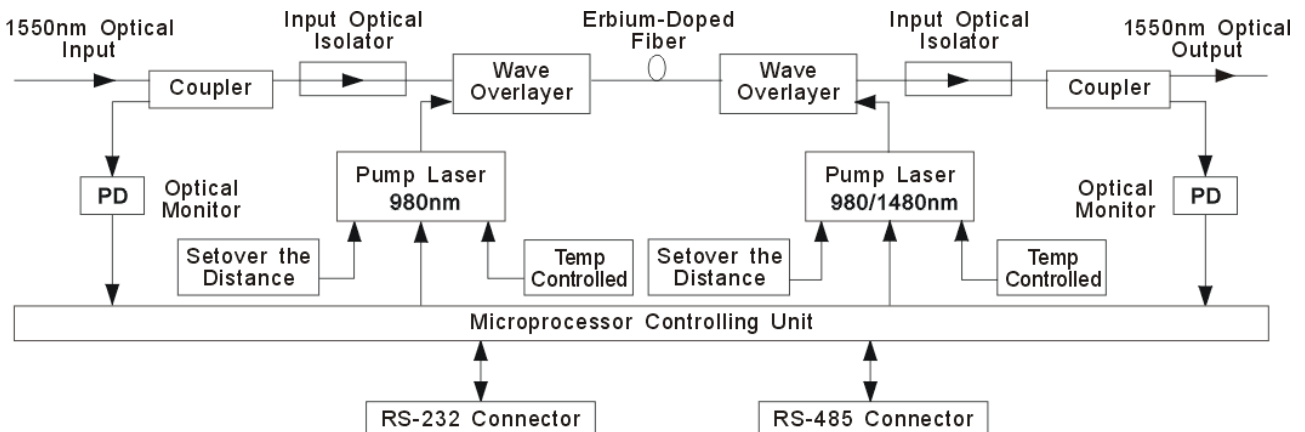 1550nm Optical
Input
Input Optical
Isolator
Erbium-Doped
Fiber
Input Optical
Isolator
1550nm Optical
Output
Coupler
Wave
Overlayer
Wave
Overlayer
Coupler
PD
Optical
Monitor
Pump Laser
980nm
Pump Laser
980/1480nm
Optical
Monitor
PD
Setover the
Distance
Temp
Controlled
Setover the
Distance
Temp
Controlled
Microprocessor Controlling Unit
RS-232 Connector
RS-485 Connector